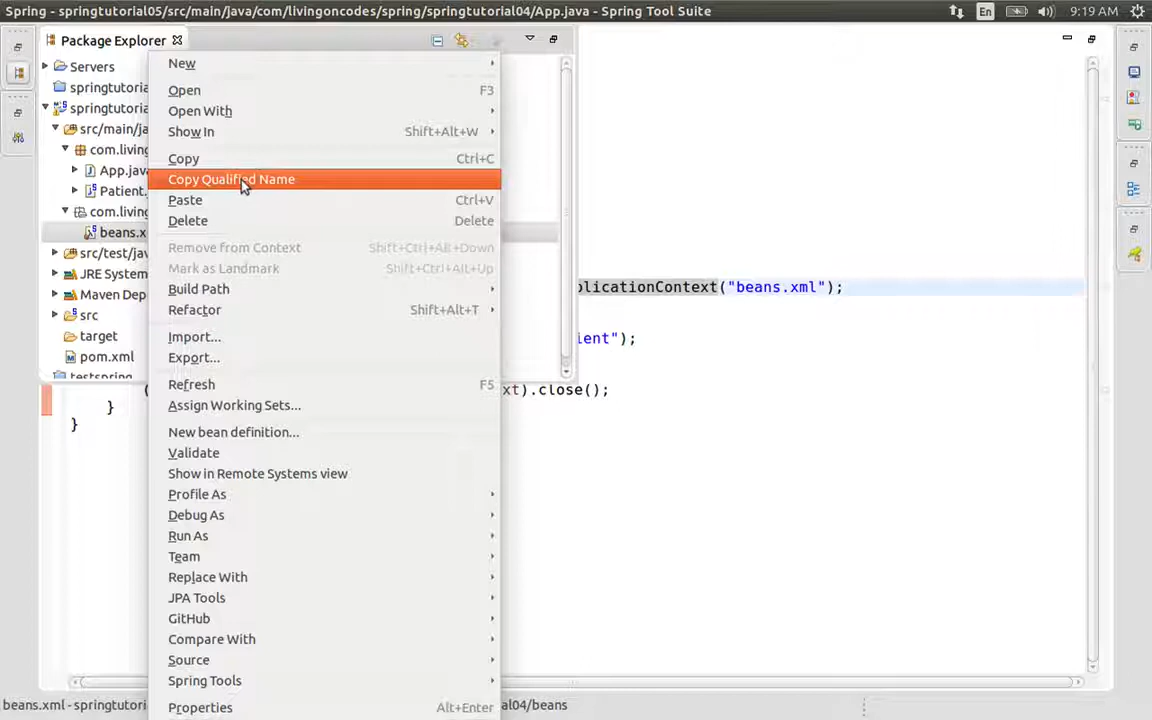 Spring - springtutorial05/src/main/java/com/livingoncodes/spring/springtutorial04/App.java - Spring Tool Suite
En
9:19 AM
Package Explorer
Servers
springtutoria
springtutoria
src/main/ja
com.living
App.java
Patient.
com.livin
beans.x
src/test/jav
JRE System
Maven Dep
src
target
pom.xml
testspring
New
Open F3
Open With
Show In Shift+Alt+W
Copy Ctrl+C
Copy Qualified Name
Paste Ctrl+V
Delete Delete
Remove from Context Shift+Ctrl+Alt+Down
Mark as Landmark Shift+Ctrl+Alt+Up
Build Path
Refactor Shift+Alt+T
Import...
Export...
Refresh F5
Assign Working Sets...
New bean definition...
Validate
Show in Remote Systems view
Profile As
Debug As
Run As
Team
Replace With
JPA Tools
GitHub
Compare With
Source
Spring Tools
Properties Alt+Enter
plicationContext("beans.xml");
ient");
( xt).close();
}
}
beans.xml - springtutori al04/beans